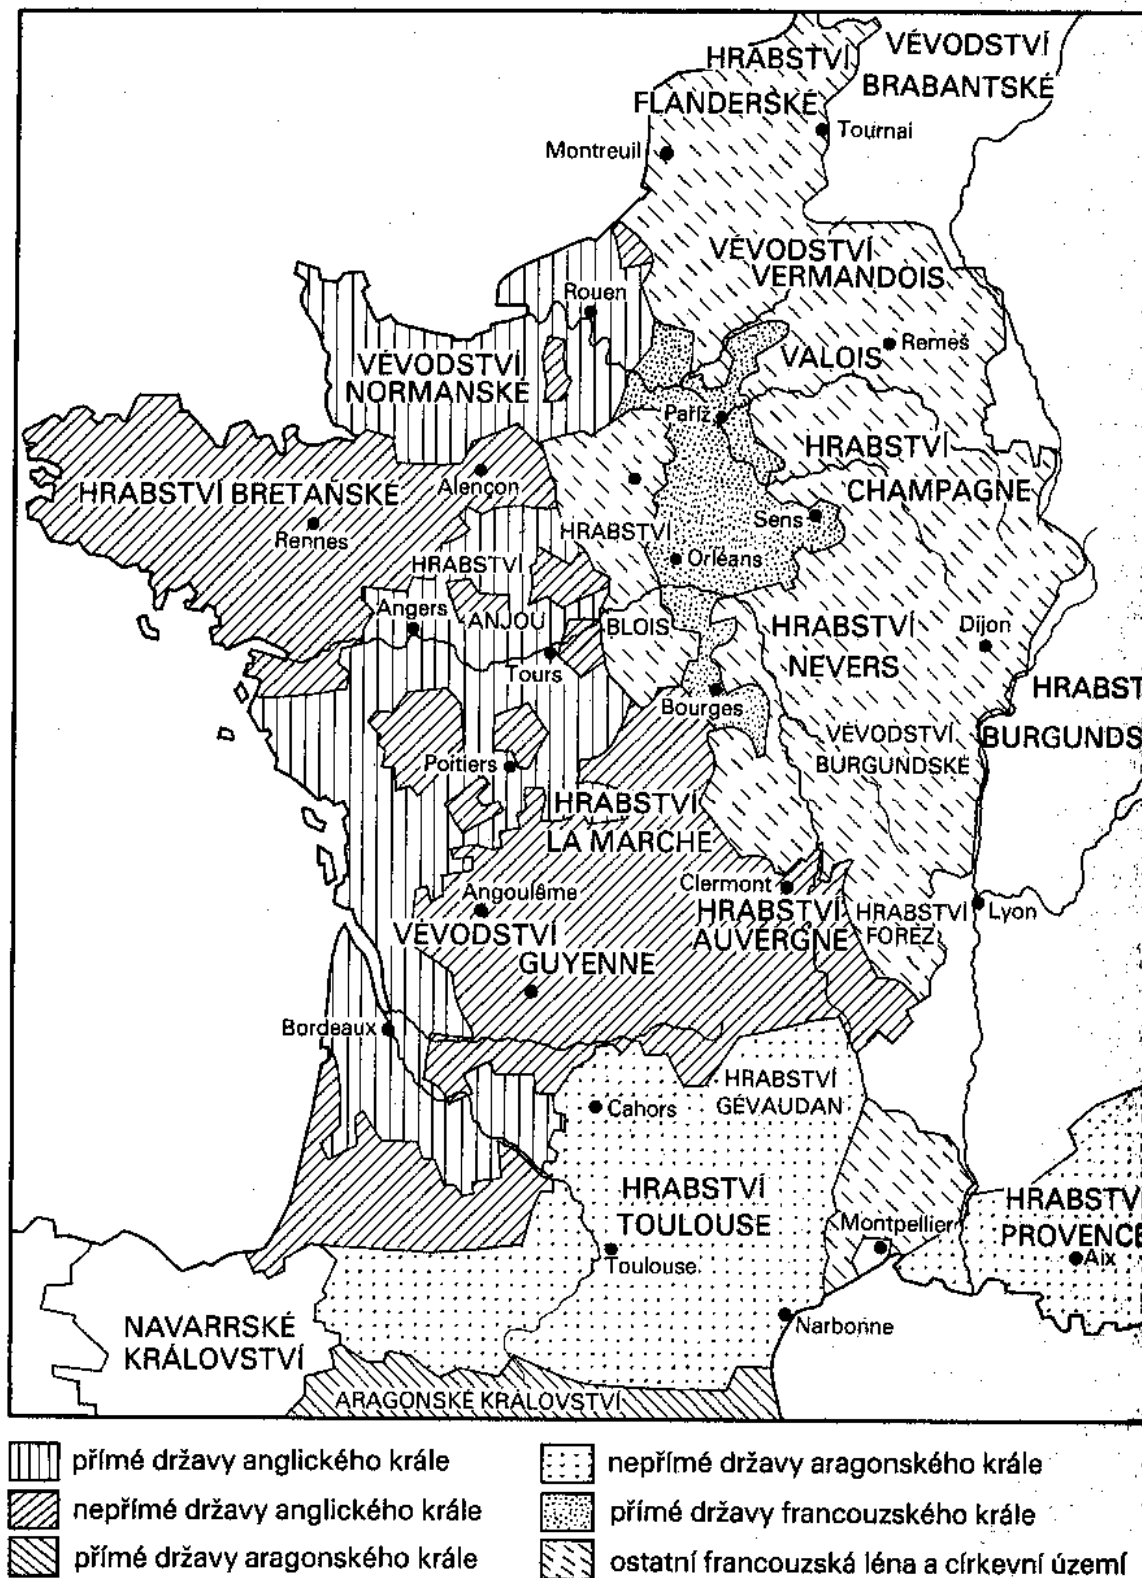 HRABSTVÍ
FLANDERSKÉ
VÉVODSTVÍ
BRABANTSKÉ
Tournai
Montreuil
VÉVODSTVÍ
VERMANDOIS
Rouen
VÉVODSTVÍ
NORMANSKÉ
VALOIS
Remeš
Paříž
HRABSTVÍ
CHAMPAGNE
HRABSTVÍ BRETAŇSKÉ
Alençon
Rennes
HRABSTVÍ
BLOIS
Sens
Orléans
HRABSTVÍ
ANJOU
Angers
Tours
HRABSTVÍ
NEVERS
Dijon
Bourges
HRABST
BURGUNDS
VÉVODSTVÍ
BURGUNDSKÉ
Poitiers
HRABSTVÍ
LA MARCHE
Clermont
Angoulême
HRABSTVÍ
AUVERGNE
HRABSTVÍ
FOREZ
Lyon
VÉVODSTVÍ
GUYENNE
Bordeaux
HRABSTVÍ
GÉVAUDAN
Cahors
HRABSTVÍ
TOULOUSE
Toulouse
Montpellier
HRABSTVÍ
PROVENCE
Aix
Narbonne
NAVARRSKÉ
KRÁLOVSTVÍ
ARAGONSKÉ KRÁLOVSTVÍ
přímé državy anglického krále
nepřímé državy anglického krále
přímé državy aragonského krále
nepřímé državy aragonského krále
přímé državy francouzského krále
ostatní francouzská léna a církevní území